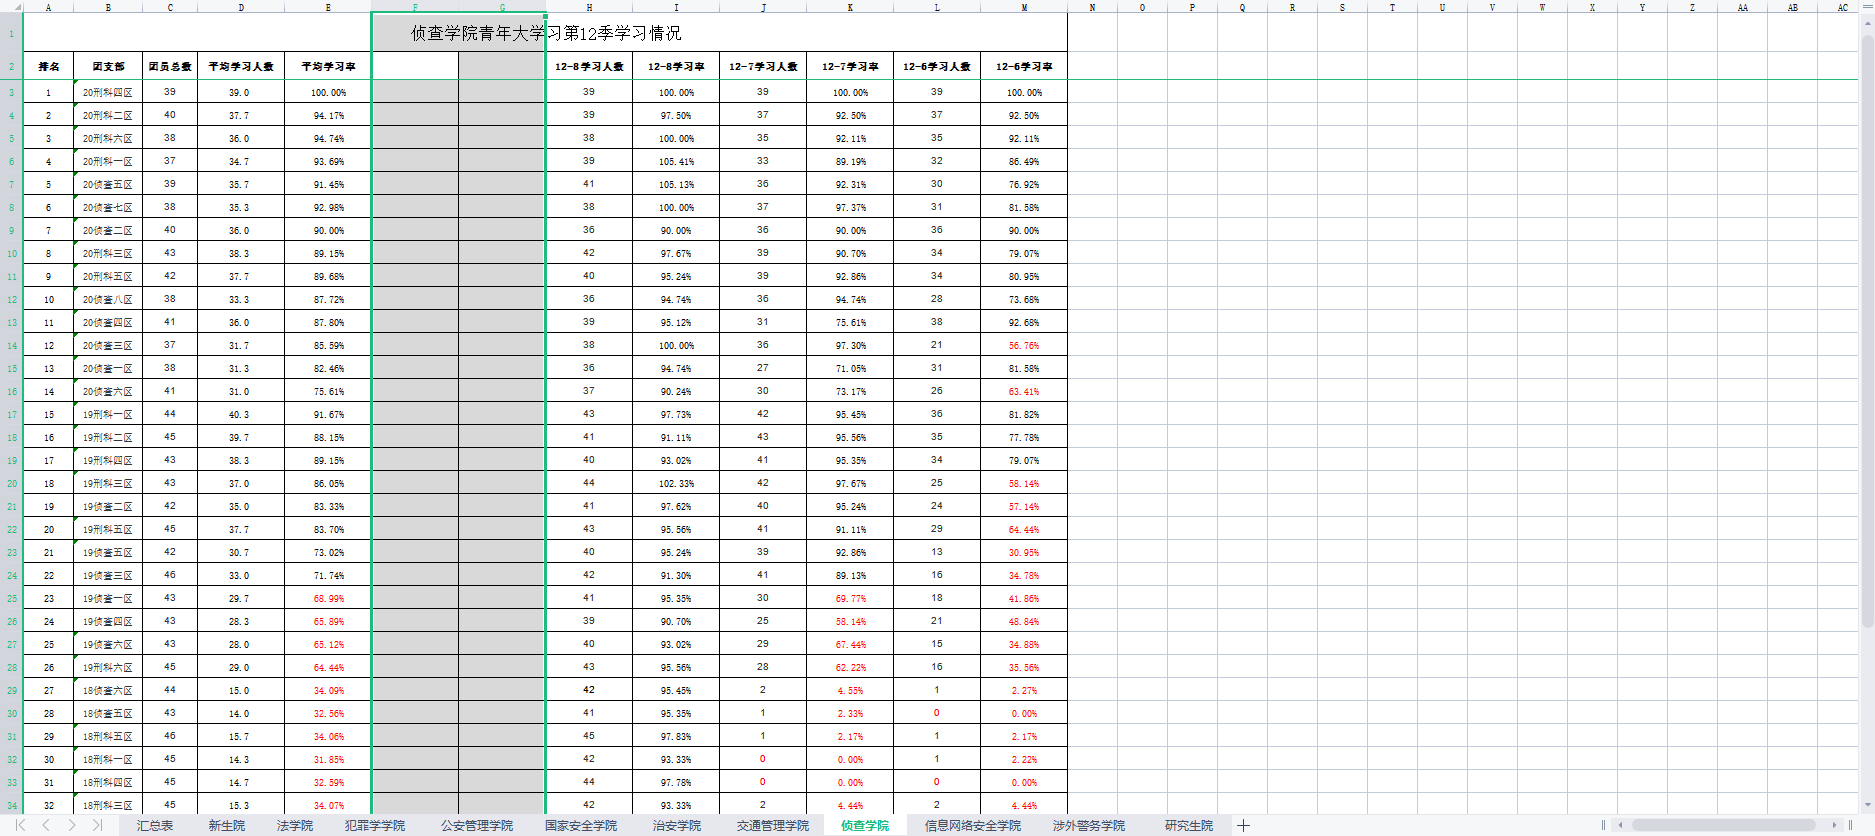 A B C D E F G H I J K L M N O P Q R S T U V W X Y Z AA AB AC
1 侦查学院青年大学习第12季学习情况
2 排名 团支部 团员总数 平均学习人数 平均学习率 12-8学习人数 12-8学习率 12-7学习人数 12-7学习率 12-6学习人数 12-6学习率
3 1 20刑科四区 39 39.0 100.00% 39 100.00% 39 100.00% 39 100.00%
4 2 20刑科二区 40 37.7 94.17% 39 97.50% 37 92.50% 37 92.50%
5 3 20刑科六区 38 36.0 94.74% 38 100.00% 35 92.11% 35 92.11%
6 4 20刑科一区 37 34.7 93.69% 39 105.41% 33 89.19% 32 86.49%
7 5 20侦查五区 39 35.7 91.45% 41 105.13% 36 92.31% 30 76.92%
8 6 20侦查七区 38 35.3 92.98% 38 100.00% 37 97.37% 31 81.58%
9 7 20侦查二区 40 36.0 90.00% 36 90.00% 36 90.00% 36 90.00%
10 8 20刑科三区 43 38.3 89.15% 42 97.67% 39 90.70% 34 79.07%
11 9 20刑科五区 42 37.7 89.68% 40 95.24% 39 92.86% 34 80.95%
12 10 20侦查八区 38 33.3 87.72% 36 94.74% 36 94.74% 28 73.68%
13 11 20侦查四区 41 36.0 87.80% 39 95.12% 31 75.61% 38 92.68%
14 12 20侦查三区 37 31.7 85.59% 38 100.00% 36 97.30% 21 56.76%
15 13 20侦查一区 38 31.3 82.46% 36 94.74% 27 71.05% 31 81.58%
16 14 20侦查六区 41 31.0 75.61% 37 90.24% 30 73.17% 26 63.41%
17 15 19刑科一区 44 40.3 91.67% 43 97.73% 42 95.45% 36 81.82%
18 16 19刑科二区 45 39.7 88.15% 41 91.11% 43 95.56% 35 77.78%
19 17 19刑科四区 43 38.3 89.15% 40 93.02% 41 95.35% 34 79.07%
20 18 19刑科三区 43 37.0 86.05% 44 102.33% 42 97.67% 25 58.14%
21 19 19侦查二区 42 35.0 83.33% 41 97.62% 40 95.24% 24 57.14%
22 20 19刑科五区 45 37.7 83.70% 43 95.56% 41 91.11% 29 64.44%
23 21 19侦查五区 42 30.7 73.02% 40 95.24% 39 92.86% 13 30.95%
24 22 19侦查三区 46 33.0 71.74% 42 91.30% 41 89.13% 16 34.78%
25 23 19侦查一区 43 29.7 68.99% 41 95.35% 30 69.77% 18 41.86%
26 24 19侦查四区 43 28.3 65.89% 39 90.70% 25 58.14% 21 48.84%
27 25 19侦查六区 43 28.0 65.12% 40 93.02% 29 67.44% 15 34.88%
28 26 19刑科六区 45 29.0 64.44% 43 95.56% 28 62.22% 16 35.56%
29 27 18侦查六区 44 15.0 34.09% 42 95.45% 2 4.55% 1 2.27%
30 28 18侦查五区 43 14.0 32.56% 41 95.35% 1 2.33% 0 0.00%
31 29 18刑科五区 46 15.7 34.06% 45 97.83% 1 2.17% 1 2.17%
32 30 18刑科一区 45 14.3 31.85% 42 93.33% 0 0.00% 1 2.22%
33 31 18刑科四区 45 14.7 32.59% 44 97.78% 0 0.00% 0 0.00%
34 32 18刑科三区 45 15.3 34.07% 42 93.33% 2 4.44% 2 4.44%
汇总表 新生院 法学院 犯罪学学院 公安管理学院 国家安全学院 治安学院 交通管理学院 侦查学院 信息网络安全学院 涉外警务学院 研究生院